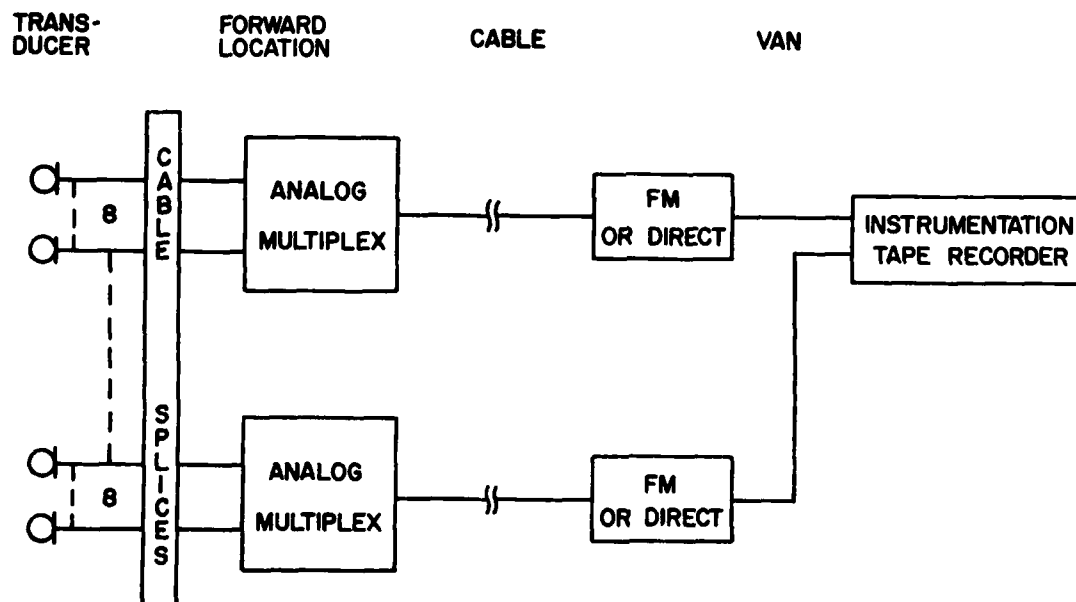 TRANS-
DUCER
FORWARD
LOCATION
CABLE
VAN
CABLE
SPLICES
8
ANALOG
MULTIPLEX
FM
OR DIRECT
INSTRUMENTATION
TAPE RECORDER
8
ANALOG
MULTIPLEX
FM
OR DIRECT